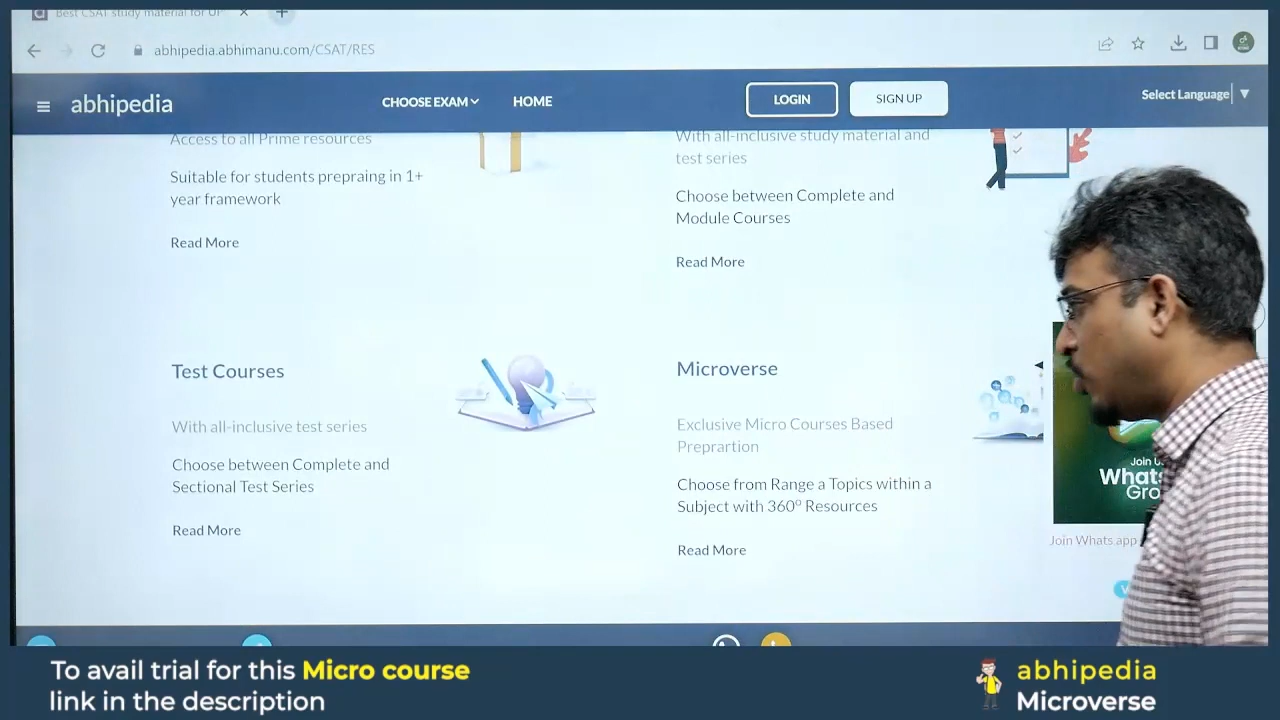 Best CSAT study material for UP
abhipedia.abhimanu.com/CSAT/RES
abhipedia
CHOOSE EXAM
HOME
LOGIN
SIGN UP
Select Language
Access to all Prime resources
Suitable for students prepraing in 1+
year framework
Read More
With all-inclusive study material and
test series
Choose between Complete and
Module Courses
Read More
Test Courses
With all-inclusive test series
Choose between Complete and
Sectional Test Series
Read More
Microverse
Exclusive Micro Courses Based
Preprartion
Choose from Range a Topics within a
Subject with 360° Resources
Read More
Join
Whats
Gro
Join Whats app
To avail trial for this Micro course
link in the description
abhipedia
Microverse